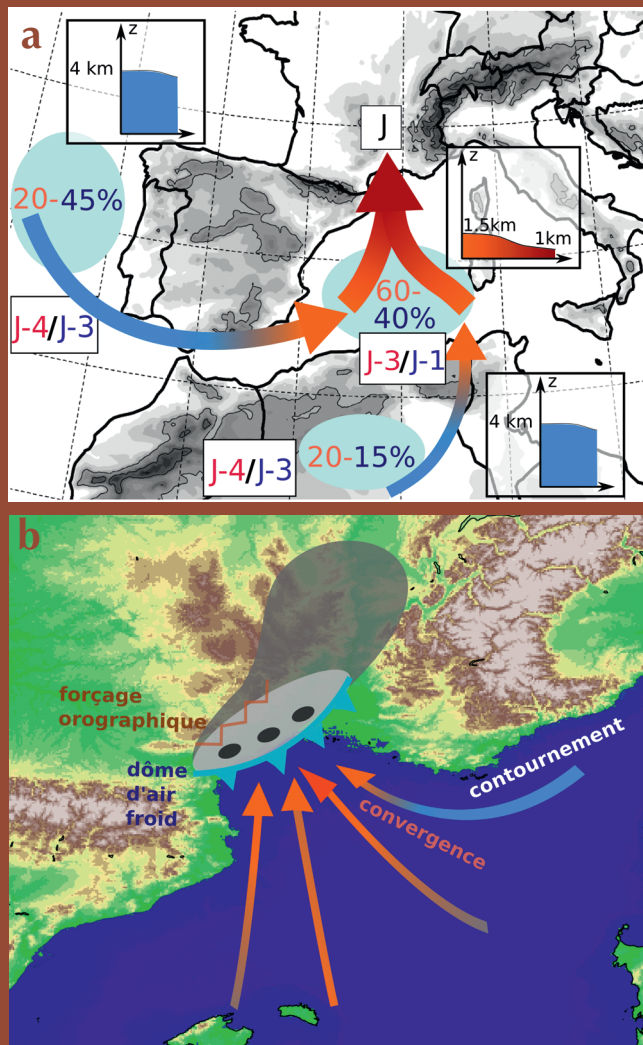 a
z
4 km
J
20-45%
z
1,5km
1km
60-
40%
J-4/J-3
J-3/J-1
z
4 km
J-4/J-3
20-15%
b
forçage
orographique
dôme
d'air
froid
contournement
convergence